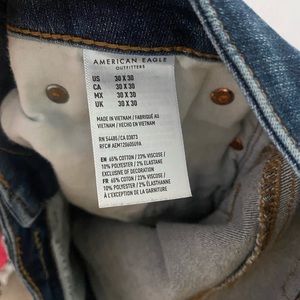 AMERICAN EAGLE
OUTFITTERS
US 30 X 30
CA 30 X 30
MX 30 X 30
UK 30 X 30
MADE IN VIETNAM / FABRIQUÉ AU
VIETNAM / HECHO EN VIETNAM
RN 54485 / CA 03873
EN 65% COTTON / 23% VISCOSE /
10% POLYESTER / 2% ELASTANE
EXCLUSIVE OF DECORATION
FR 65% COTON / 23% VISCOSE /
10% POLYESTER / 2% ÉLASTHANNE
À L'EXCEPTION DE LA GARNITURE